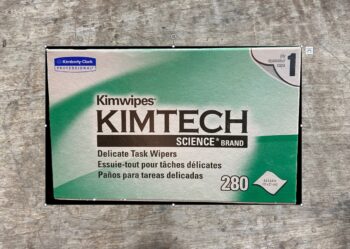 Kimberly-Clark
PROFESSIONAL*
1
Kimwipes*
KIMTECH
SCIENCE* BRAND
Delicate Task Wipers
Essuie-tout pour tâches délicates
Paños para tareas delicadas
280